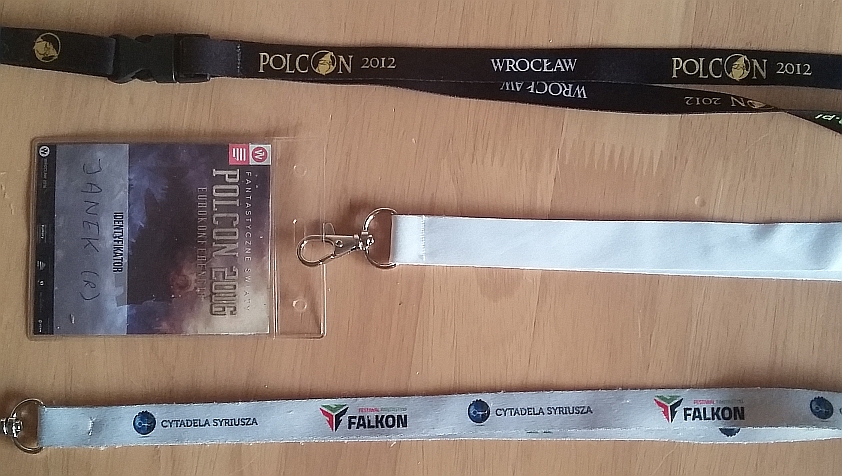 POLCON 2012
WROCŁAW
POLCON 2012
WROCŁAW
2012
FANTASTYCZNE ŚWIATY
POLCON 2016
EUROKONFERENCJA
IDENTYFIKATOR
JANEK (R)
CYTADELA SYRIUSZA
FALKON
CYTADELA SYRIUSZA
FALKON